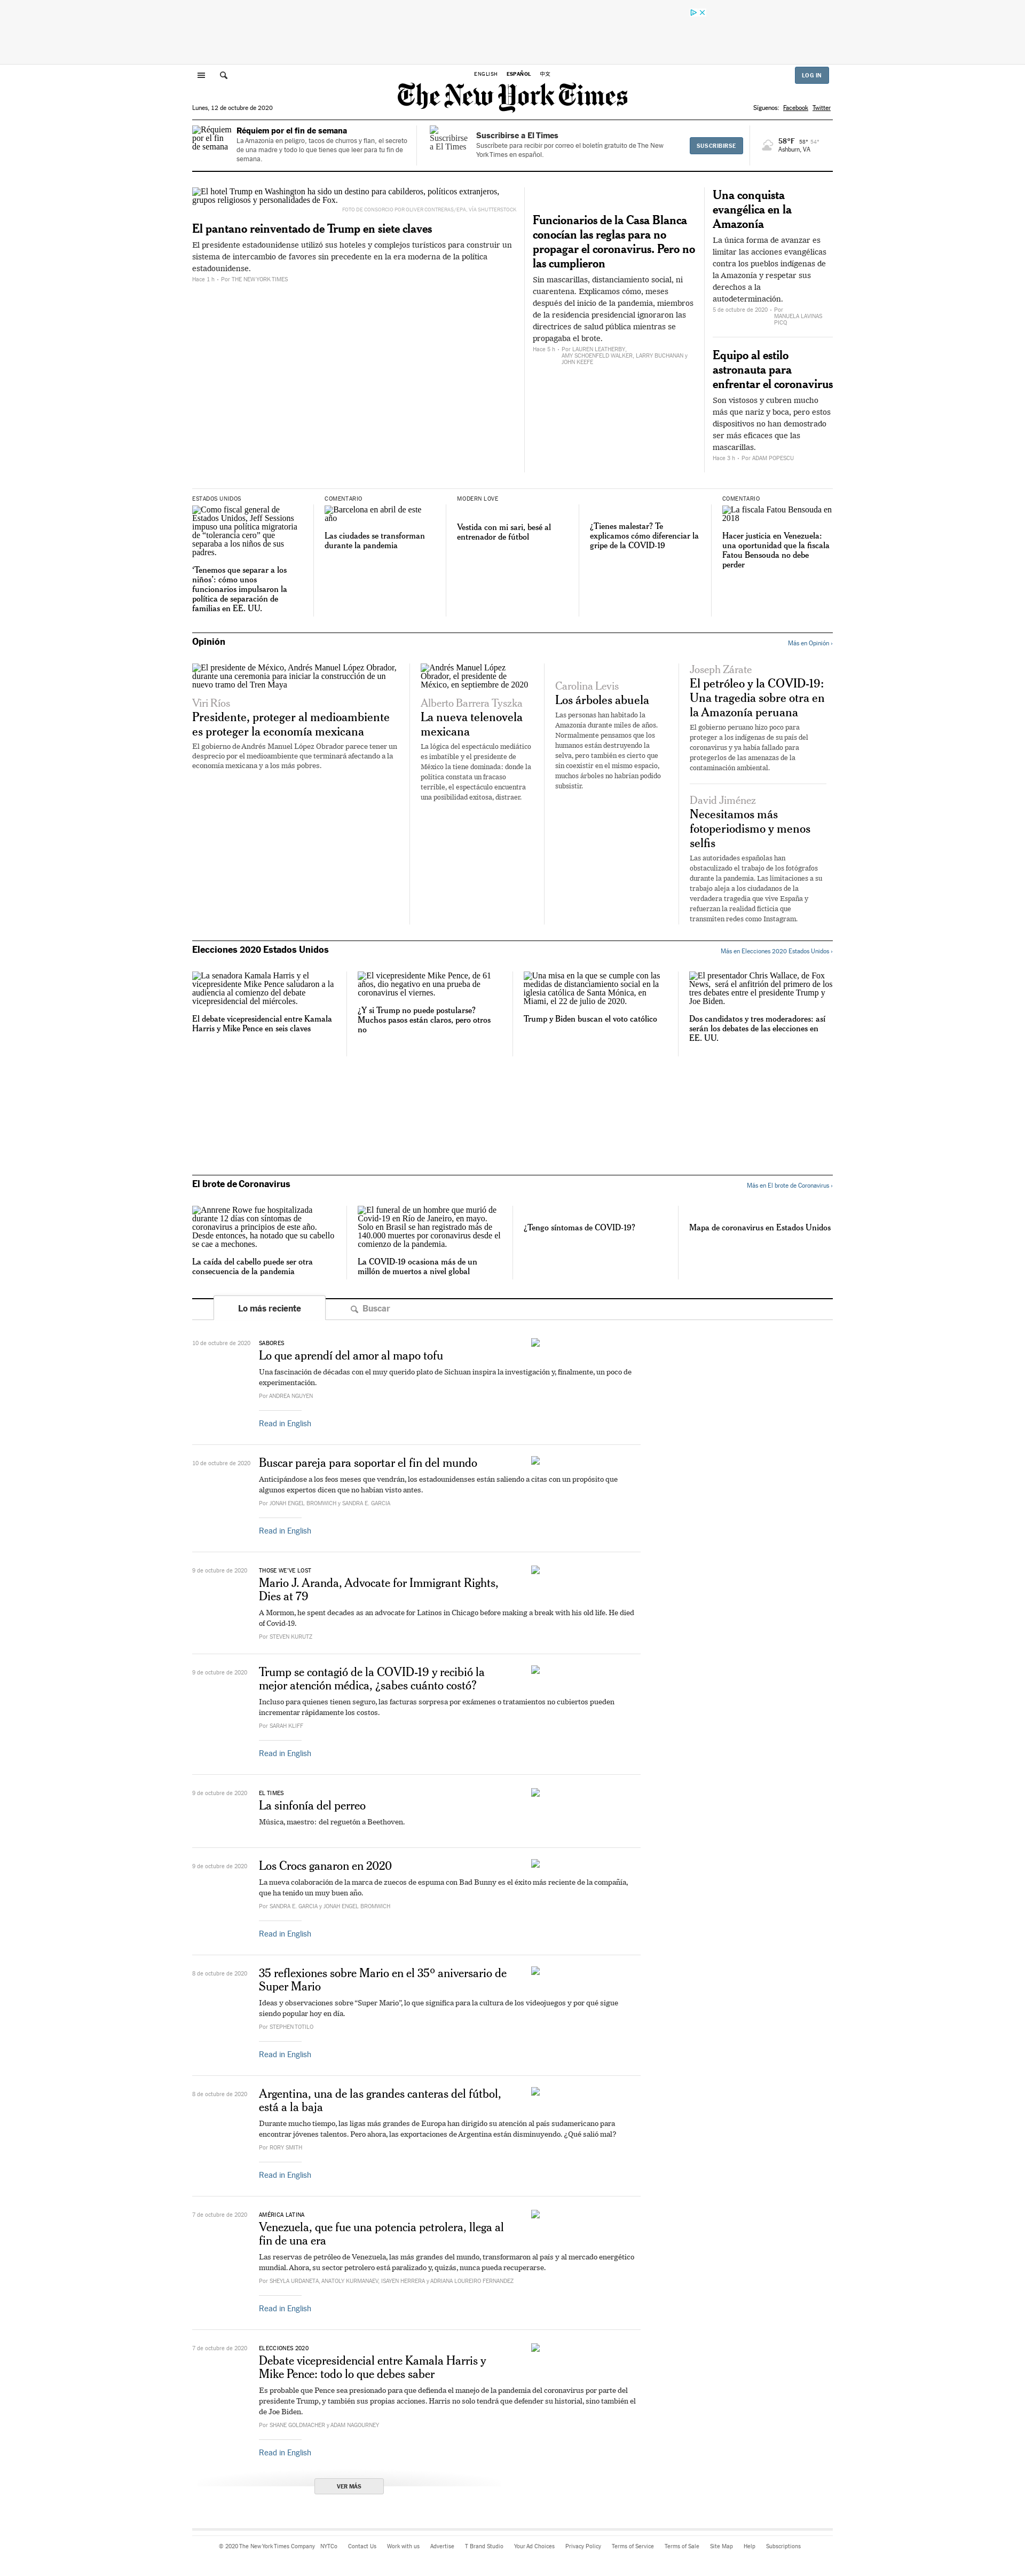 ENGLISH ESPAÑOL 中文
LOG IN
The New York Times
Lunes, 12 de octubre de 2020
Síguenos: Facebook Twitter
Réquiem por el fin de semana
Réquiem por el fin de semana
La Amazonía en peligro, tacos de churros y flan, el secreto de una madre y todo lo que tienes que leer para tu fin de semana.
Suscribirse a El Times
Suscribirse a El Times
Suscríbete para recibir por correo el boletín gratuito de The New York Times en español.
SUSCRIBIRSE
58°F 58° 54°
Ashburn, VA
El hotel Trump en Washington ha sido un destino para cabilderos, políticos extranjeros, grupos religiosos y personalidades de Fox.
FOTO DE CONSORCIO POR OLIVER CONTRERAS/EPA, VÍA SHUTTERSTOCK
El pantano reinventado de Trump en siete claves
El presidente estadounidense utilizó sus hoteles y complejos turísticos para construir un sistema de intercambio de favores sin precedente en la era moderna de la política estadounidense.
Hace 1 h - Por THE NEW YORK TIMES
Funcionarios de la Casa Blanca conocían las reglas para no propagar el coronavirus. Pero no las cumplieron
Sin mascarillas, distanciamiento social, ni cuarentena. Explicamos cómo, meses después del inicio de la pandemia, miembros de la residencia presidencial ignoraron las directrices de salud pública mientras se propagaba el brote.
Hace 5 h - Por LAUREN LEATHERBY, AMY SCHOENFELD WALKER, LARRY BUCHANAN y JOHN KEEFE
Una conquista evangélica en la Amazonía
La única forma de avanzar es limitar las acciones evangélicas contra los pueblos indígenas de la Amazonía y respetar sus derechos a la autodeterminación.
5 de octubre de 2020 - Por MANUELA LAVINAS PICQ
Equipo al estilo astronauta para enfrentar el coronavirus
Son vistosos y cubren mucho más que nariz y boca, pero estos dispositivos no han demostrado ser más eficaces que las mascarillas.
Hace 3 h - Por ADAM POPESCU
ESTADOS UNIDOS
Como fiscal general de Estados Unidos, Jeff Sessions impuso una política migratoria de “tolerancia cero” que separaba a los niños de sus padres.
‘Tenemos que separar a los niños’: cómo unos funcionarios impulsaron la política de separación de familias en EE. UU.
COMENTARIO
Barcelona en abril de este año
Las ciudades se transforman durante la pandemia
MODERN LOVE
Vestida con mi sari, besé al entrenador de fútbol
¿Tienes malestar? Te explicamos cómo diferenciar la gripe de la COVID-19
COMENTARIO
La fiscala Fatou Bensouda en 2018
Hacer justicia en Venezuela: una oportunidad que la fiscala Fatou Bensouda no debe perder
Opinión
Más en Opinión ›
El presidente de México, Andrés Manuel López Obrador, durante una ceremonia para iniciar la construcción de un nuevo tramo del Tren Maya
Viri Ríos
Presidente, proteger al medioambiente es proteger la economía mexicana
El gobierno de Andrés Manuel López Obrador parece tener un desprecio por el medioambiente que terminará afectando a la economía mexicana y a los más pobres.
Andrés Manuel López Obrador, el presidente de México, en septiembre de 2020
Alberto Barrera Tyszka
La nueva telenovela mexicana
La lógica del espectáculo mediático es imbatible y el presidente de México la tiene dominada: donde la política constata un fracaso terrible, el espectáculo encuentra una posibilidad exitosa, distraer.
Carolina Levis
Los árboles abuela
Las personas han habitado la Amazonía durante miles de años. Normalmente pensamos que los humanos están destruyendo la selva, pero también es cierto que sin coexistir en el mismo espacio, muchos árboles no habrían podido subsistir.
Joseph Zárate
El petróleo y la COVID-19: Una tragedia sobre otra en la Amazonía peruana
El gobierno peruano hizo poco para proteger a los indígenas de su país del coronavirus y ya había fallado para protegerlos de las amenazas de la contaminación ambiental.
David Jiménez
Necesitamos más fotoperiodismo y menos selfis
Las autoridades españolas han obstaculizado el trabajo de los fotógrafos durante la pandemia. Las limitaciones a su trabajo aleja a los ciudadanos de la verdadera tragedia que vive España y refuerzan la realidad ficticia que transmiten redes como Instagram.
Elecciones 2020 Estados Unidos
Más en Elecciones 2020 Estados Unidos ›
La senadora Kamala Harris y el vicepresidente Mike Pence saludaron a la audiencia al comienzo del debate vicepresidencial del miércoles.
El debate vicepresidencial entre Kamala Harris y Mike Pence en seis claves
El vicepresidente Mike Pence, de 61 años, dio negativo en una prueba de coronavirus el viernes.
¿Y si Trump no puede postularse? Muchos pasos están claros, pero otros no
Una misa en la que se cumple con las medidas de distanciamiento social en la iglesia católica de Santa Mónica, en Miami, el 22 de julio de 2020.
Trump y Biden buscan el voto católico
El presentador Chris Wallace, de Fox News, será el anfitrión del primero de los tres debates entre el presidente Trump y Joe Biden.
Dos candidatos y tres moderadores: así serán los debates de las elecciones en EE. UU.
El brote de Coronavirus
Más en El brote de Coronavirus ›
Annrene Rowe fue hospitalizada durante 12 días con síntomas de coronavirus a principios de este año. Desde entonces, ha notado que su cabello se cae a mechones.
La caída del cabello puede ser otra consecuencia de la pandemia
El funeral de un hombre que murió de Covid-19 en Río de Janeiro, en mayo. Solo en Brasil se han registrado más de 140.000 muertes por coronavirus desde el comienzo de la pandemia.
La COVID-19 ocasiona más de un millón de muertos a nivel global
¿Tengo síntomas de COVID-19?
Mapa de coronavirus en Estados Unidos
Lo más reciente
Buscar
10 de octubre de 2020
SABORES
Lo que aprendí del amor al mapo tofu
Una fascinación de décadas con el muy querido plato de Sichuan inspira la investigación y, finalmente, un poco de experimentación.
Por ANDREA NGUYEN
Read in English
10 de octubre de 2020
Buscar pareja para soportar el fin del mundo
Anticipándose a los feos meses que vendrán, los estadounidenses están saliendo a citas con un propósito que algunos expertos dicen que no habían visto antes.
Por JONAH ENGEL BROMWICH y SANDRA E. GARCIA
Read in English
9 de octubre de 2020
THOSE WE'VE LOST
Mario J. Aranda, Advocate for Immigrant Rights, Dies at 79
A Mormon, he spent decades as an advocate for Latinos in Chicago before making a break with his old life. He died of Covid-19.
Por STEVEN KURUTZ
9 de octubre de 2020
Trump se contagió de la COVID-19 y recibió la mejor atención médica, ¿sabes cuánto costó?
Incluso para quienes tienen seguro, las facturas sorpresa por exámenes o tratamientos no cubiertos pueden incrementar rápidamente los costos.
Por SARAH KLIFF
Read in English
9 de octubre de 2020
EL TIMES
La sinfonía del perreo
Música, maestro: del reguetón a Beethoven.
9 de octubre de 2020
Los Crocs ganaron en 2020
La nueva colaboración de la marca de zuecos de espuma con Bad Bunny es el éxito más reciente de la compañía, que ha tenido un muy buen año.
Por SANDRA E. GARCIA y JONAH ENGEL BROMWICH
Read in English
8 de octubre de 2020
35 reflexiones sobre Mario en el 35º aniversario de Super Mario
Ideas y observaciones sobre “Super Mario”, lo que significa para la cultura de los videojuegos y por qué sigue siendo popular hoy en día.
Por STEPHEN TOTILO
Read in English
8 de octubre de 2020
Argentina, una de las grandes canteras del fútbol, está a la baja
Durante mucho tiempo, las ligas más grandes de Europa han dirigido su atención al país sudamericano para encontrar jóvenes talentos. Pero ahora, las exportaciones de Argentina están disminuyendo. ¿Qué salió mal?
Por RORY SMITH
Read in English
7 de octubre de 2020
AMÉRICA LATINA
Venezuela, que fue una potencia petrolera, llega al fin de una era
Las reservas de petróleo de Venezuela, las más grandes del mundo, transformaron al país y al mercado energético mundial. Ahora, su sector petrolero está paralizado y, quizás, nunca pueda recuperarse.
Por SHEYLA URDANETA, ANATOLY KURMANAEV, ISAYEN HERRERA y ADRIANA LOUREIRO FERNANDEZ
Read in English
7 de octubre de 2020
ELECCIONES 2020
Debate vicepresidencial entre Kamala Harris y Mike Pence: todo lo que debes saber
Es probable que Pence sea presionado para que defienda el manejo de la pandemia del coronavirus por parte del presidente Trump, y también sus propias acciones. Harris no solo tendrá que defender su historial, sino también el de Joe Biden.
Por SHANE GOLDMACHER y ADAM NAGOURNEY
Read in English
VER MÁS
© 2020 The New York Times Company NYTCo Contact Us Work with us Advertise T Brand Studio Your Ad Choices Privacy Policy Terms of Service Terms of Sale Site Map Help Subscriptions